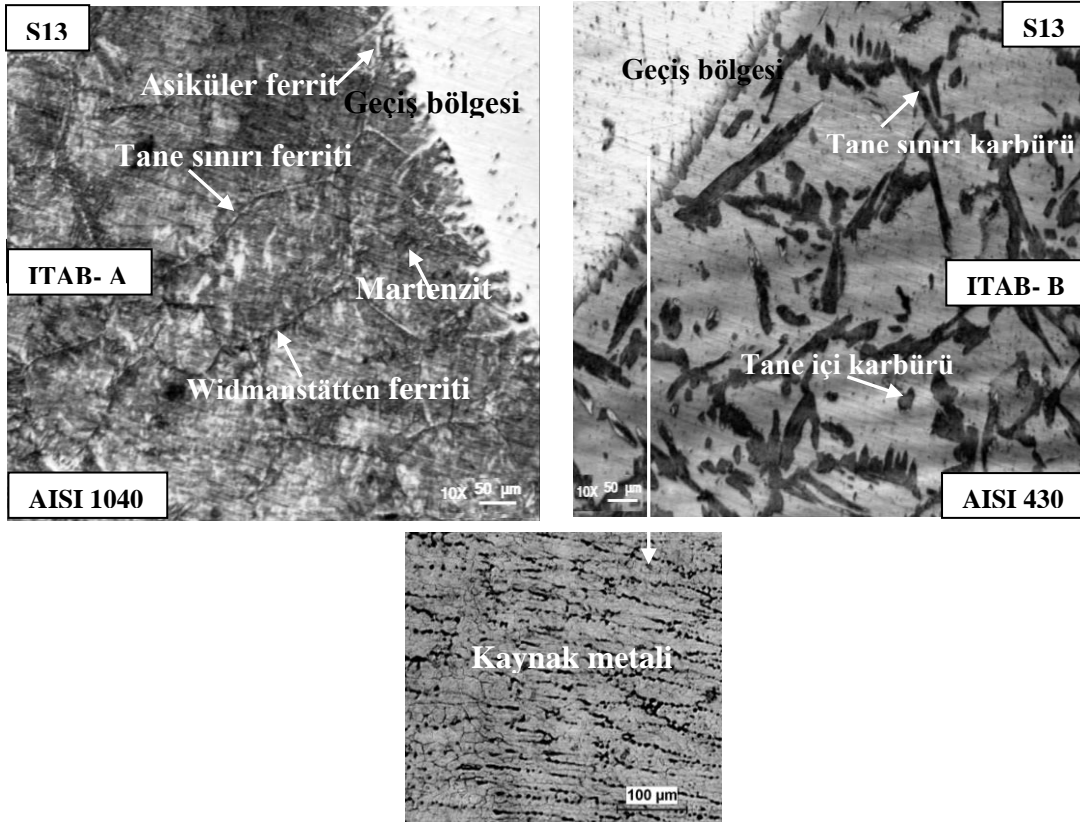 S13
Asiküler ferrit
Geçiş bölgesi
Tane sınırı ferriti
ITAB- A
Martenzit
Widmanstätten ferriti
AISI 1040
10X 50 µm
S13
Geçiş bölgesi
Tane sınırı karbürü
ITAB- B
Tane içi karbürü
10X 50 µm
AISI 430
Kaynak metali
100 µm